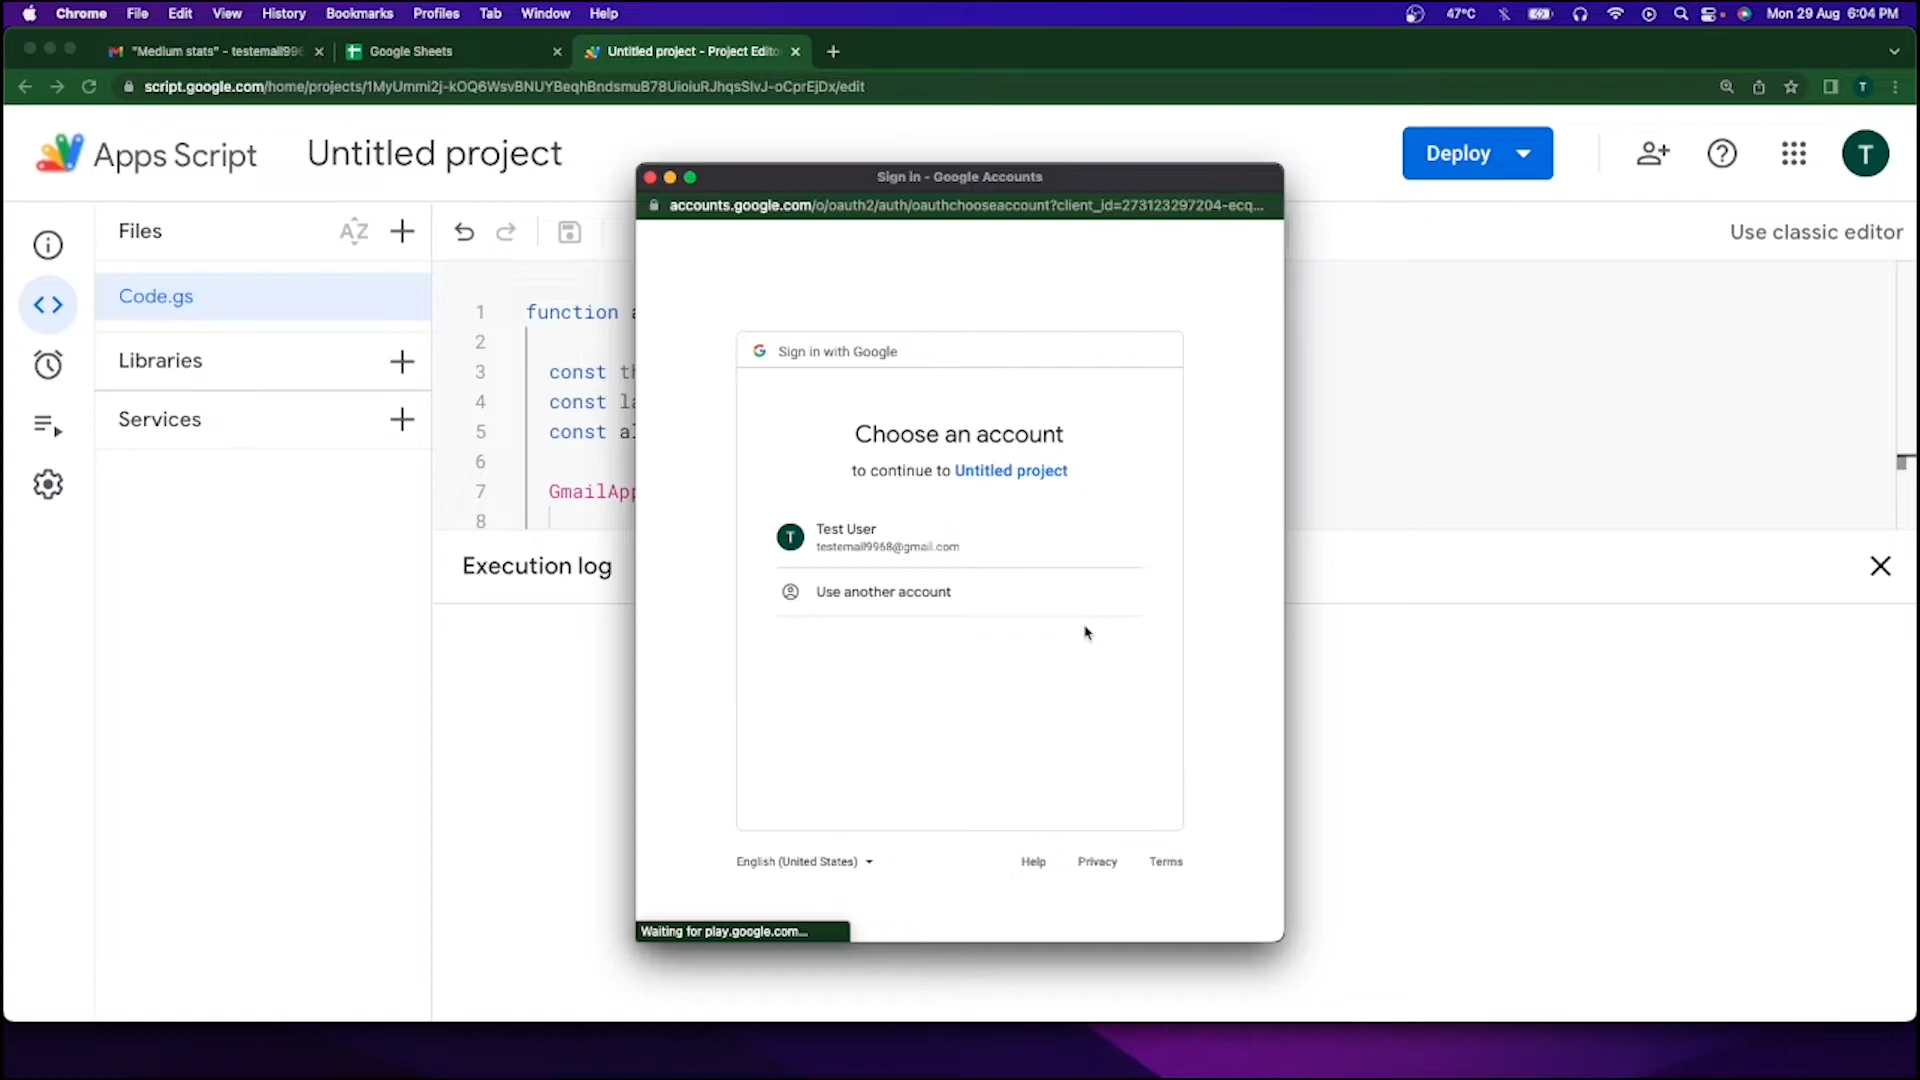 Chrome File Edit View History Bookmarks Profiles Tab Window Help 47°C Mon 29 Aug 6:04 PM
"Medium stats" - testemail996 Google Sheets Untitled project - Project Edito
script.google.com/home/projects/
Apps Script Untitled project Deploy T
Sign in - Google Accounts
accounts.google.com/o/oauth2/auth/oauthchooseaccount?client_id=273123297204-ecq...
Files AZ Use classic editor
Code.gs
Libraries
Services
1 function
2
3 const
4 const
5 const
6
7 GmailApp
8
Execution log
Sign in with Google
Choose an account
to continue to Untitled project
T Test User
testemail9968@gmail.com
Use another account
English (United States) Help Privacy Terms
Waiting for play.google.com...